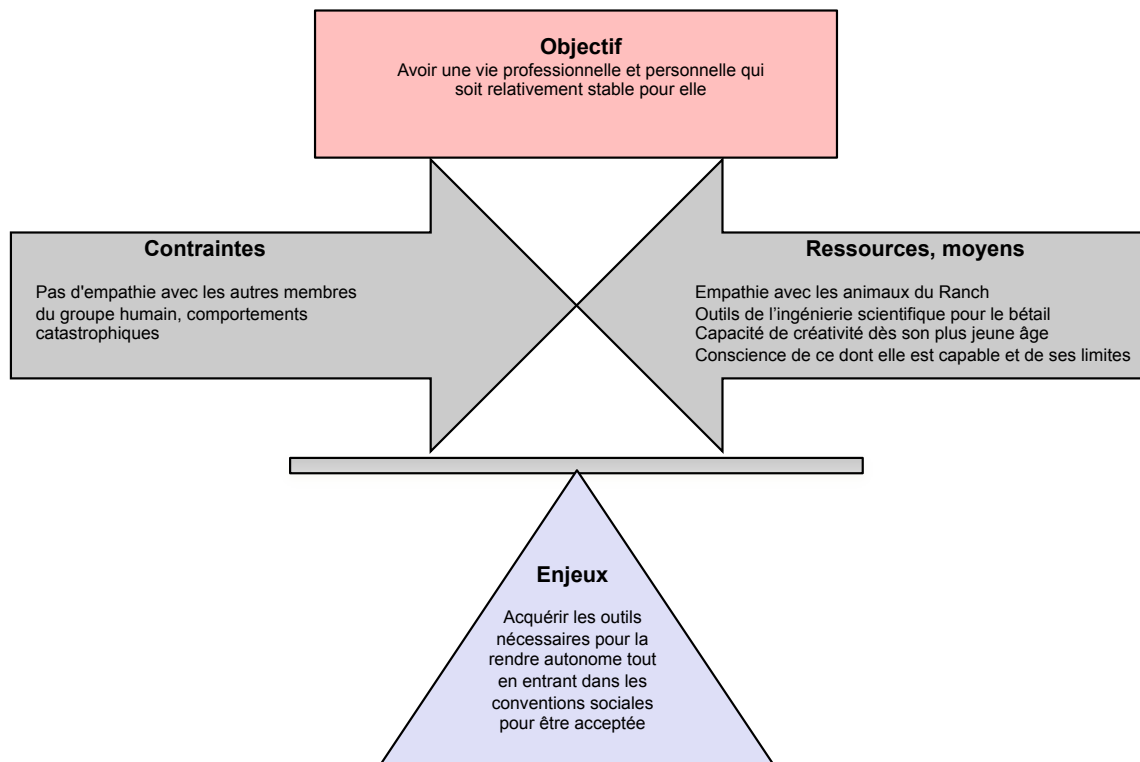 Objectif
Avoir une vie professionnelle et personnelle qui
soit relativement stable pour elle
Contraintes
Pas d'empathie avec les autres membres
du groupe humain, comportements
catastrophiques
Ressources, moyens
Empathie avec les animaux du Ranch
Outils de l’ingénierie scientifique pour le bétail
Capacité de créativité dès son plus jeune âge
Conscience de ce dont elle est capable et de ses limites
Enjeux
Acquérir les outils
nécessaires pour la
rendre autonome tout
en entrant dans les
conventions sociales
pour être acceptée